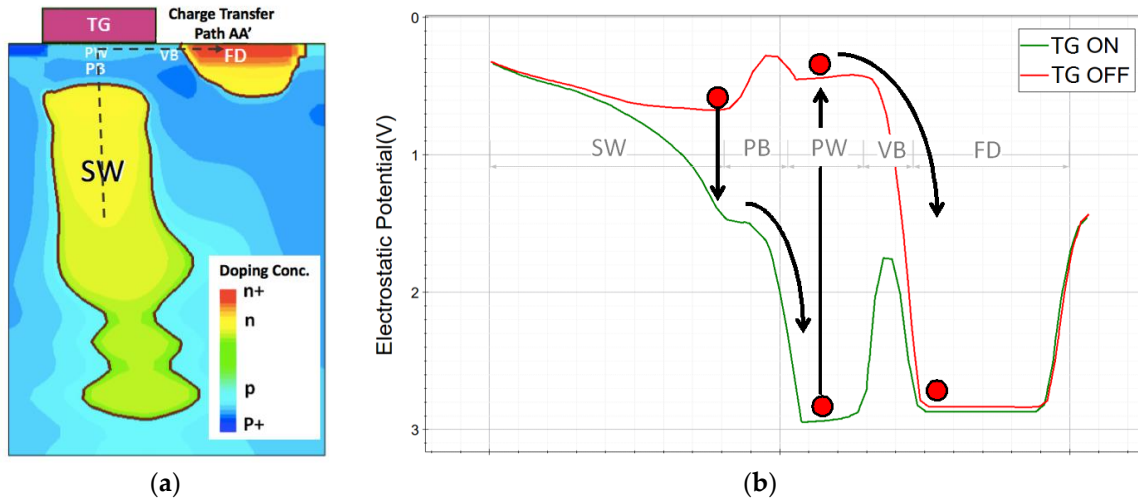 TG
Charge Transfer
Path AA'
PW
VB
FD
PB
SW
Doping Conc.
n+
n
p
P+
(a)
0
1
2
3
Electrostatic Potential(V)
TG ON
TG OFF
SW
PB
PW
VB
FD
(b)